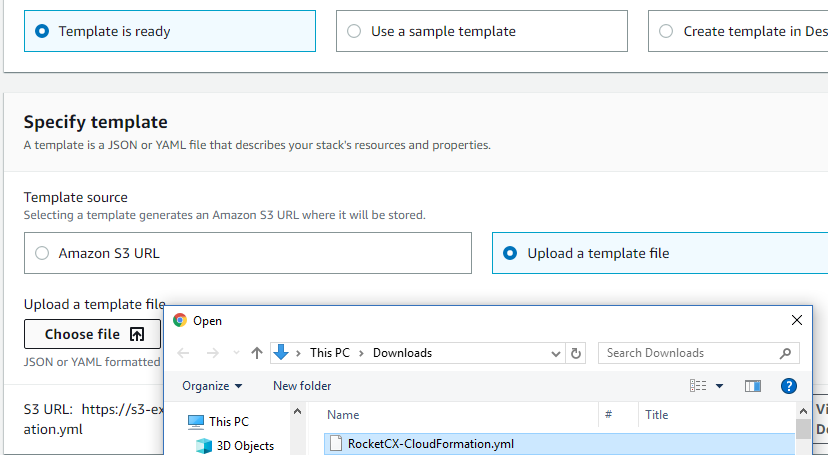 Template is ready
Use a sample template
Create template in Des
Specify template
A template is a JSON or YAML file that describes your stack's resources and properties.
Template source
Selecting a template generates an Amazon S3 URL where it will be stored.
Amazon S3 URL
Upload a template file
Upload a template file
Choose file
JSON or YAML formatted
S3 URL: https://s3-ex
ation.yml
Vi
De
Open
This PC > Downloads
Search Downloads
Organize
New folder
This PC
3D Objects
Name # Title
RocketCX-CloudFormation.yml